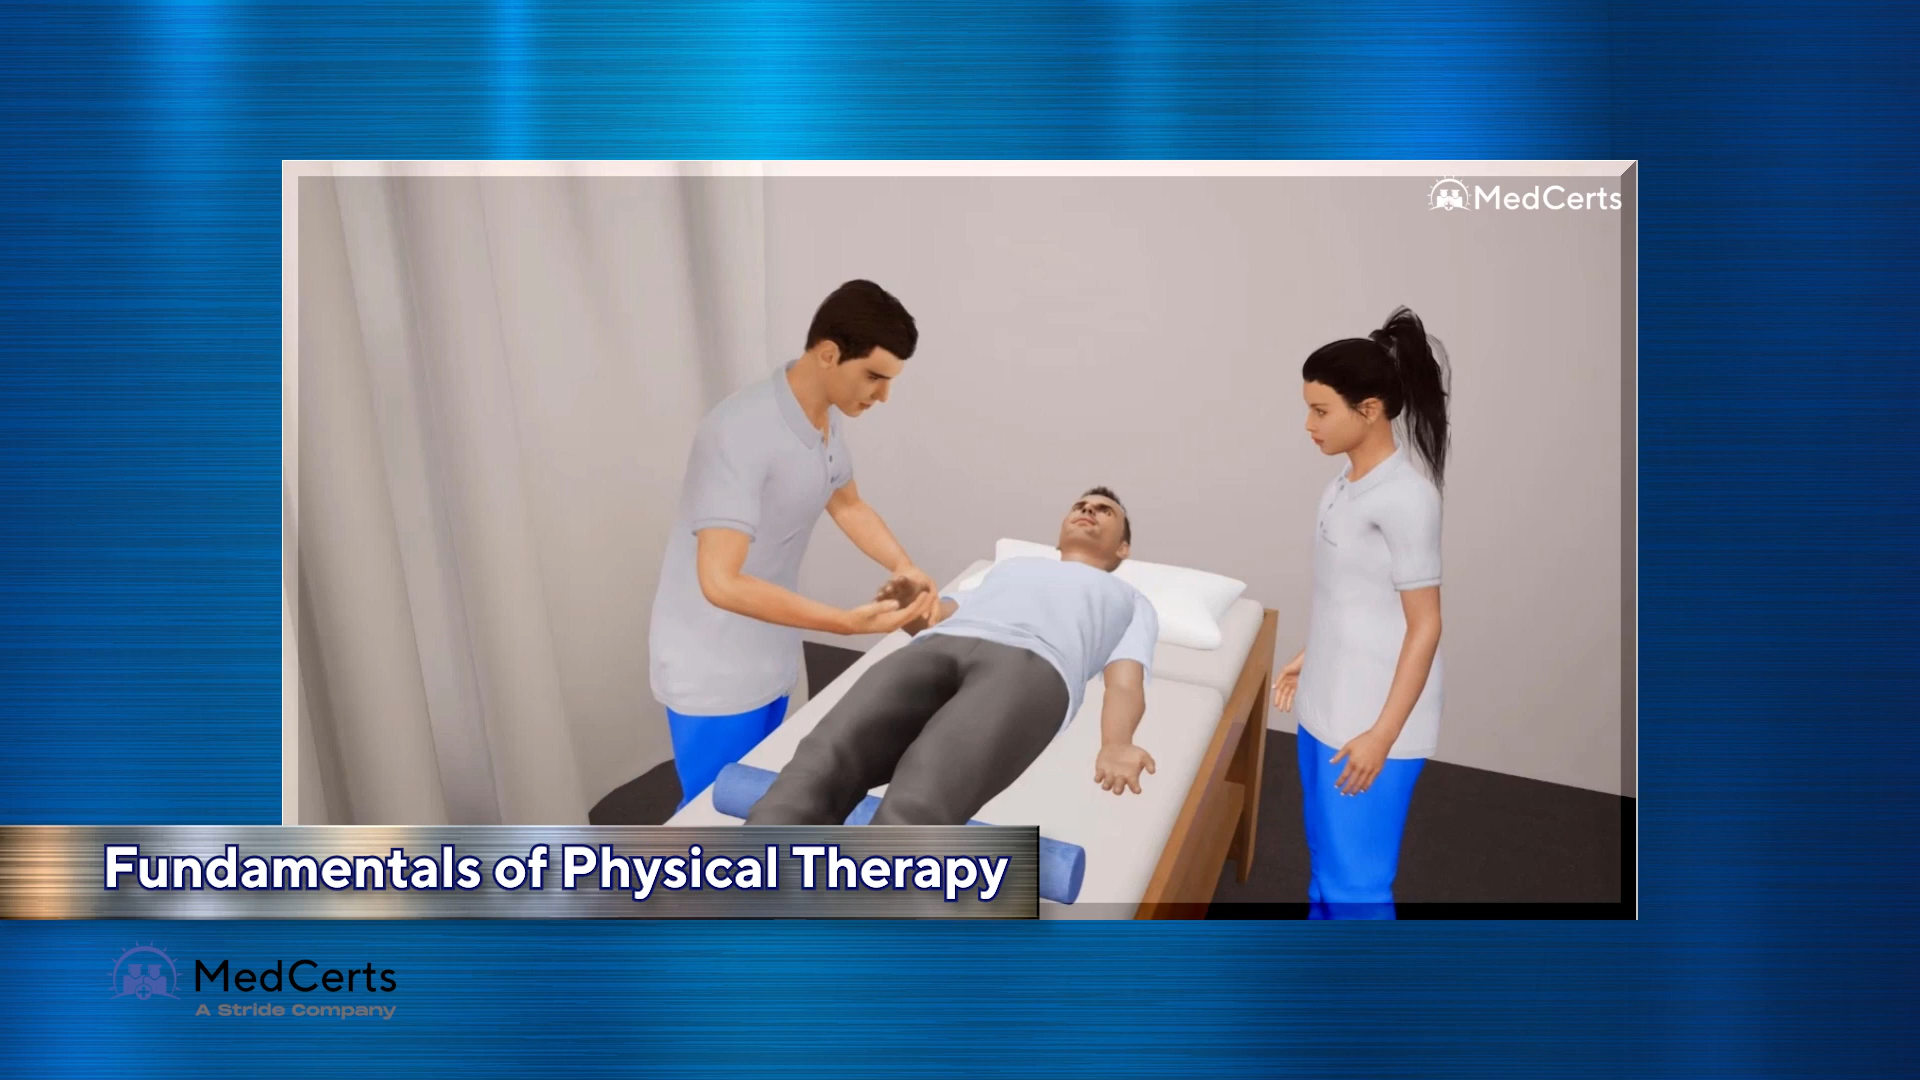 MedCerts
Fundamentals of Physical Therapy
MedCerts
A Stride Company